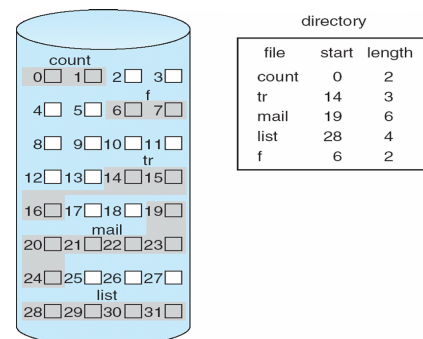 directory
file start length
count 0 2
tr 14 3
mail 19 6
list 28 4
f 6 2
count
0 1 2 3
f
4 5 6 7
8 9 10 11
tr
12 13 14 15
16 17 18 19
mail
20 21 22 23
24 25 26 27
list
28 29 30 31